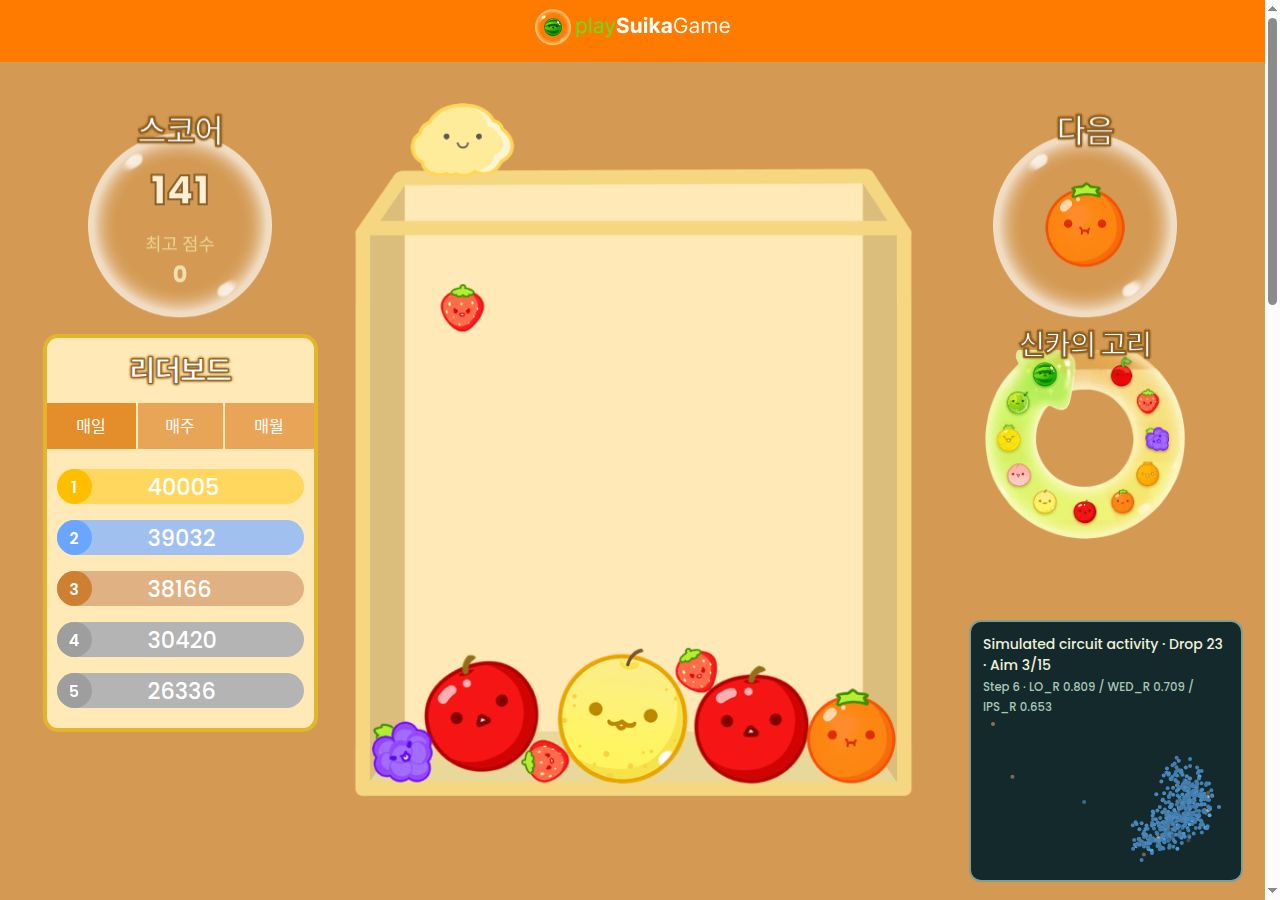 playSuikaGame
스코어
141
최고 점수
0
다음
신카의 고리
리더보드
매일 매주 매월
1 40005
2 39032
3 38166
4 30420
5 26336
Simulated circuit activity · Drop 23
· Aim 3/15
Step 6 · LO_R 0.809 / WED_R 0.709 /
IPS_R 0.653